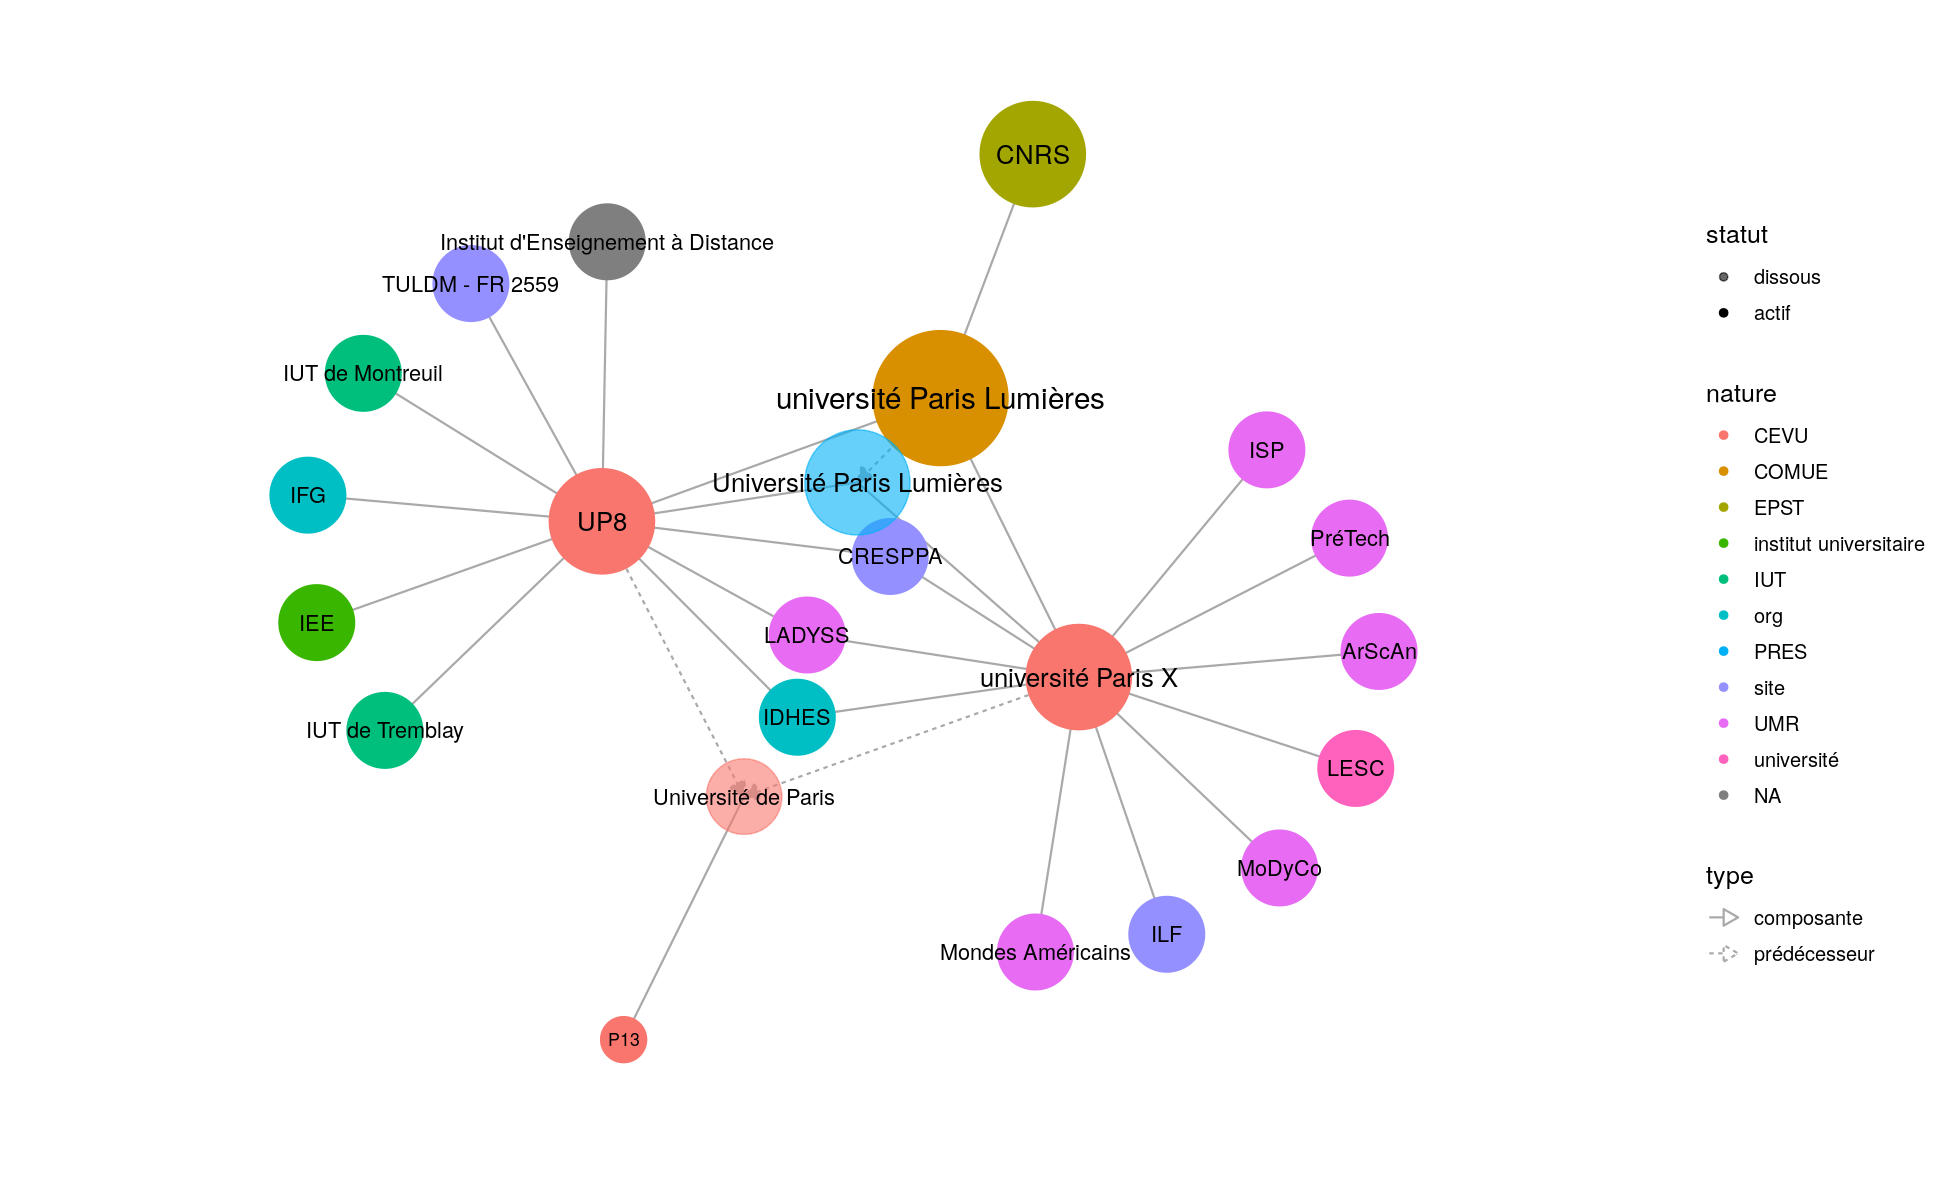 CNRS
Institut d'Enseignement à Distance
TULDM - FR 2559
IUT de Montreuil
université Paris Lumières
ISP
Université Paris Lumières
IFG
UP8
PréTech
CRESPPA
IEE
LADYSS
ArScAn
université Paris X
IDHES
IUT de Tremblay
LESC
Université de Paris
MoDyCo
ILF
Mondes Américains
P13
statut
dissous
actif
nature
CEVU
COMUE
EPST
institut universitaire
IUT
org
PRES
site
UMR
université
NA
type
composante
prédécesseur